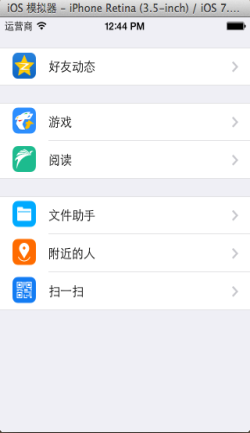 iOS 模拟器 – iPhone Retina (3.5-inch) / iOS 7....
运营商 12:44 PM
好友动态
游戏
阅读
文件助手
附近的人
扫一扫